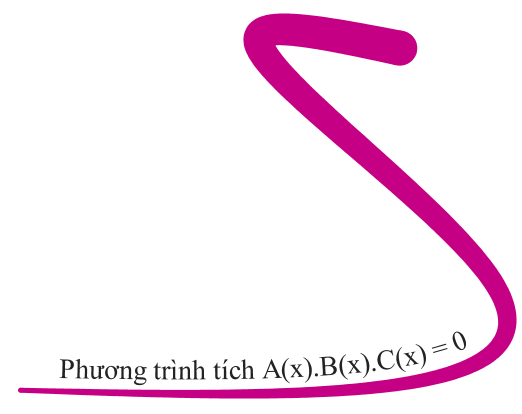 Phương trình tích A(x).B(x).C(x) = 0